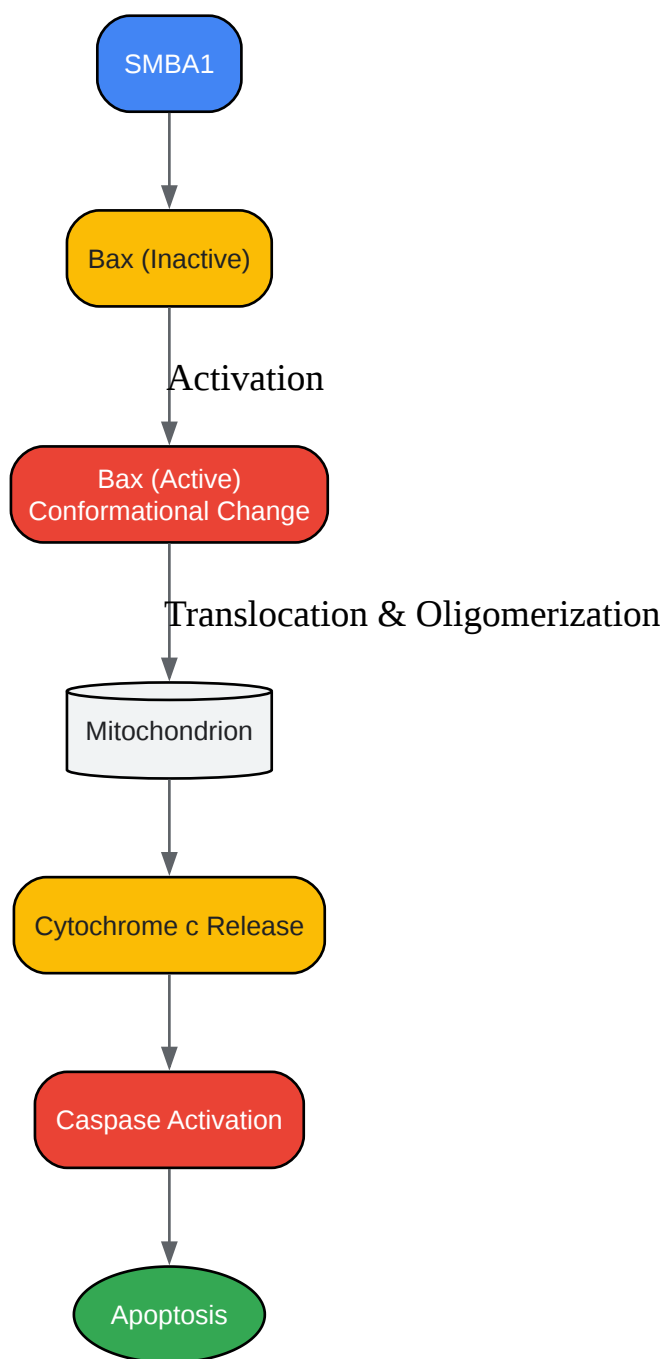 SMBA1
Bax (Inactive)
Activation
Bax (Active)
Conformational Change
Translocation & Oligomerization
Mitochondrion
Cytochrome c Release
Caspase Activation
Apoptosis